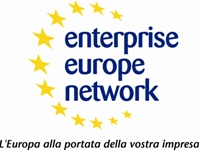 enterprise
europe
network
L'Europa alla portata della vostra impresa